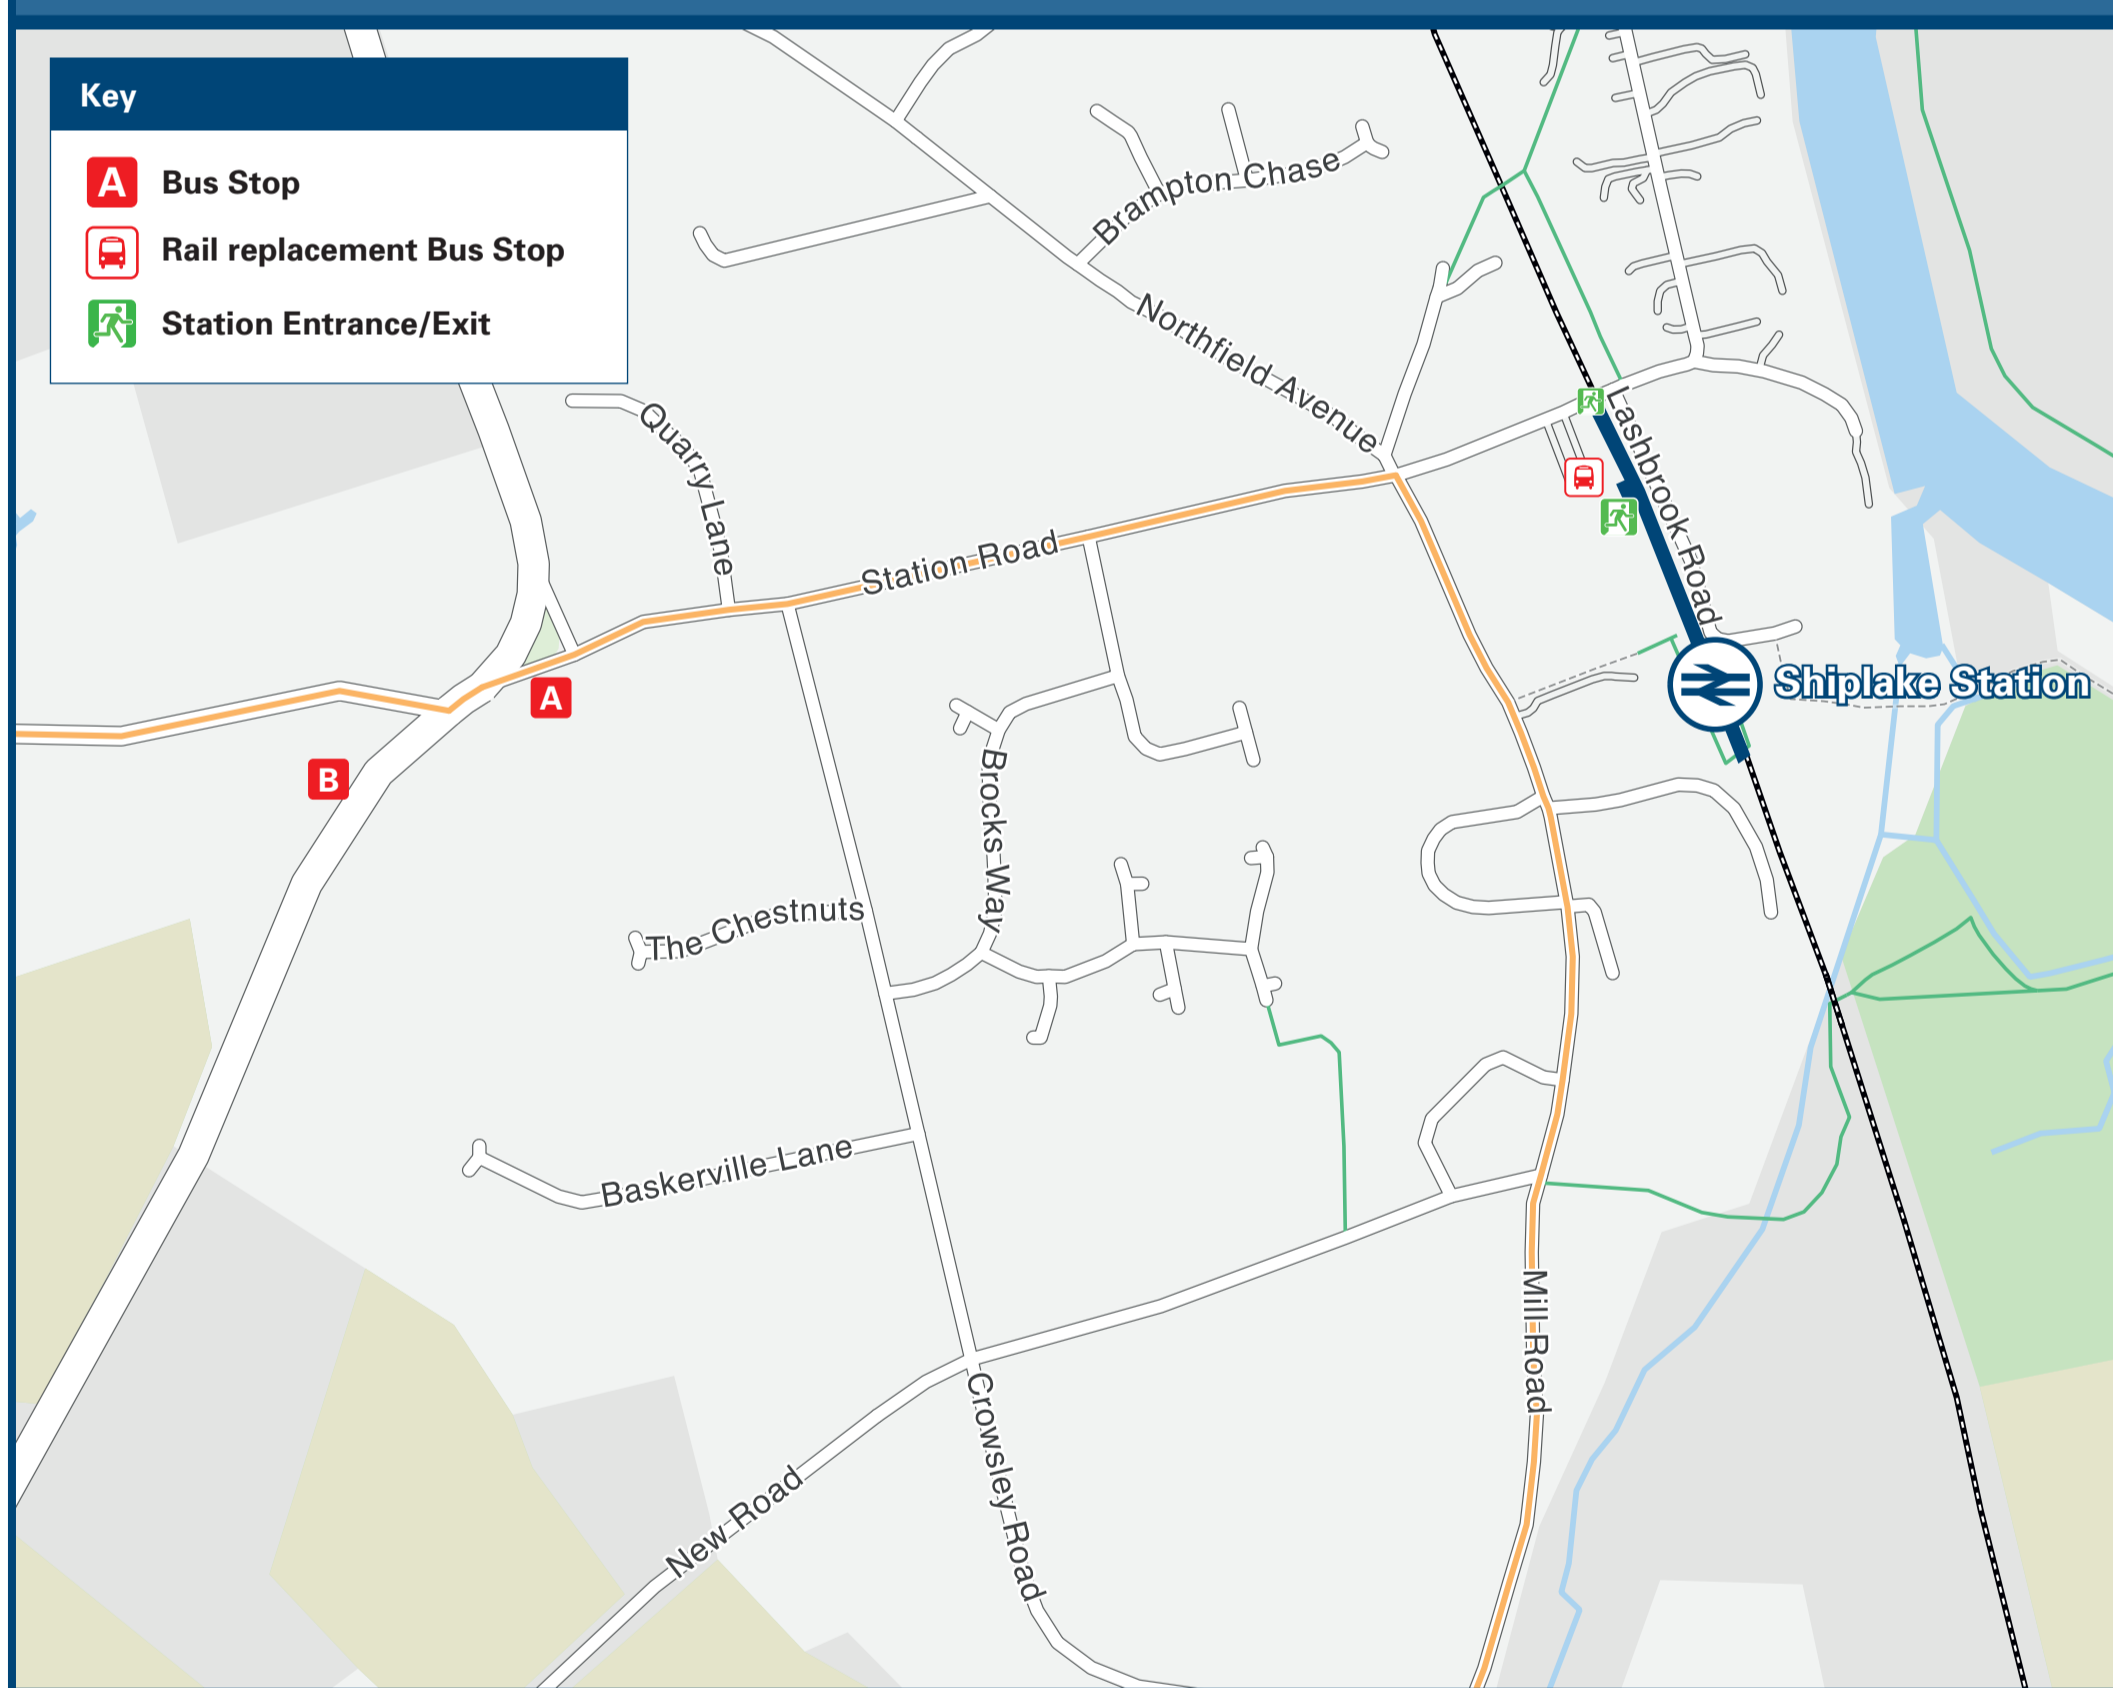 Key
A Bus Stop
Rail replacement Bus Stop
Station Entrance/Exit
Brampton Chase
Northfield Avenue
Quarry Lane
Lashbrook Road
Station Road
A
Shiplake Station
B
Brocks Way
The Chestnuts
Baskerville Lane
Mill Road
Crowsley Road
New Road